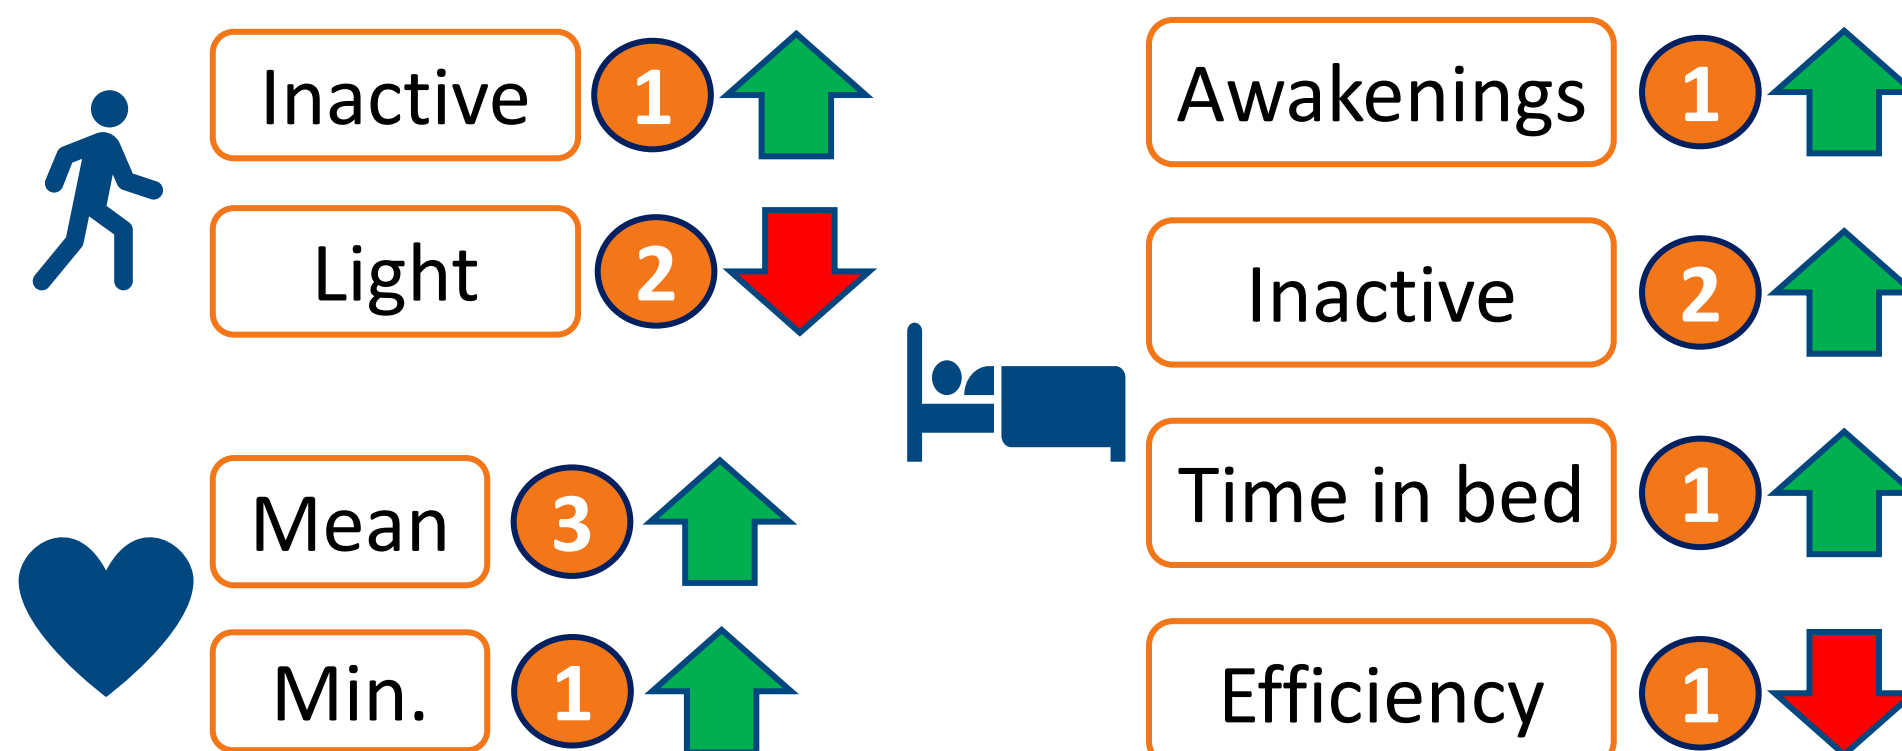 Inactive 1
Light 2
Mean 3
Min. 1
Awakenings 1
Inactive 2
Time in bed 1
Efficiency 1